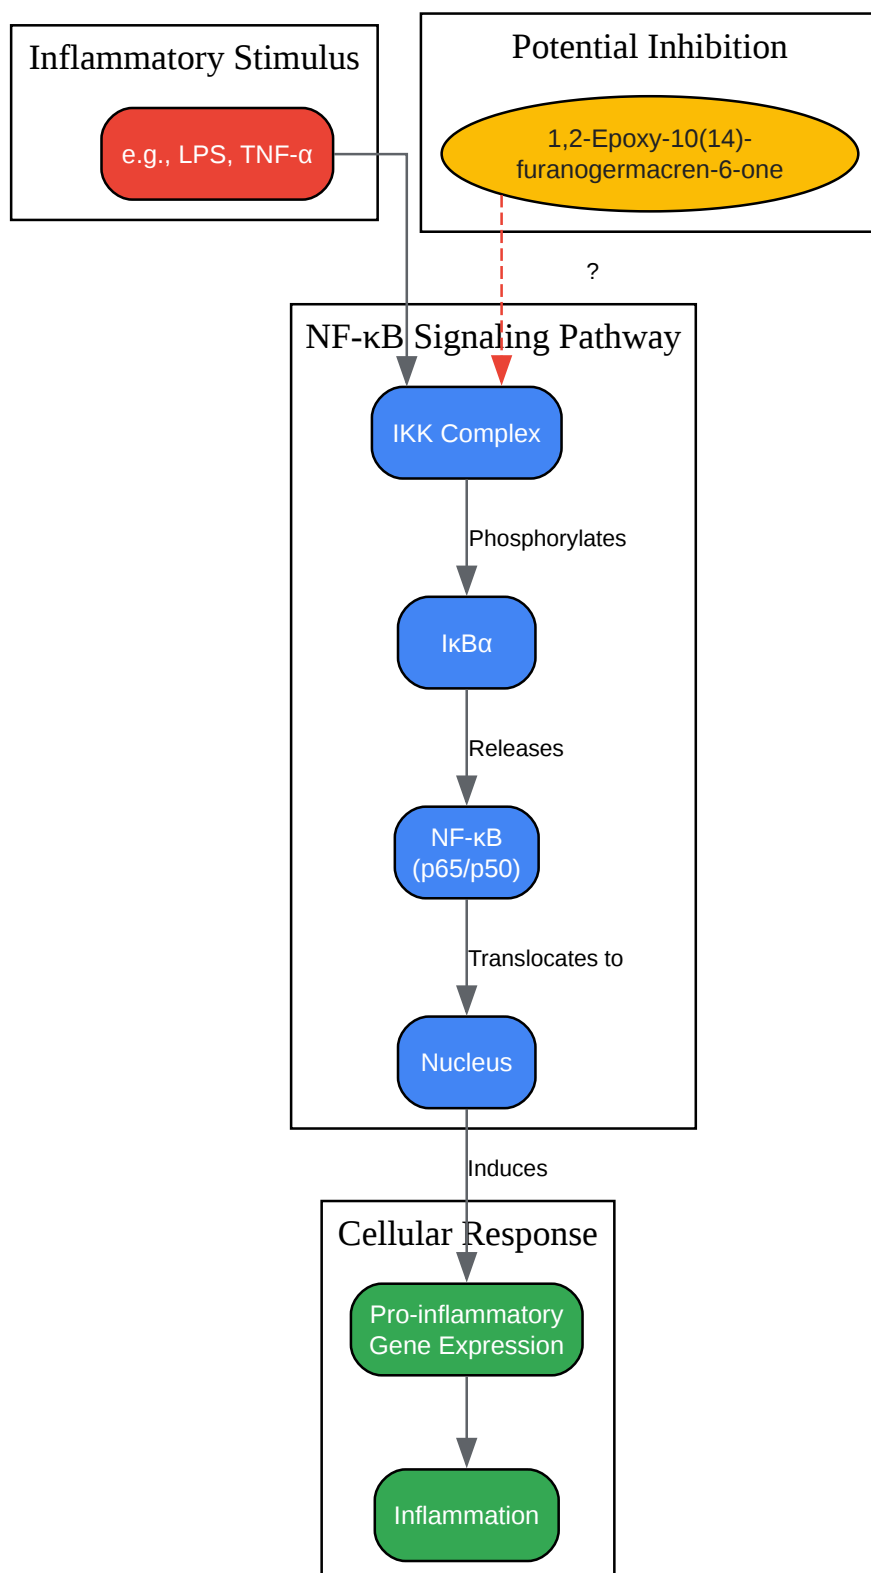 Inflammatory Stimulus
Potential Inhibition
e.g., LPS, TNF-α
1,2-Epoxy-10(14)-
furanogermacren-6-one
?
NF-κB Signaling Pathway
IKK Complex
Phosphorylates
IκBα
Releases
NF-κB
(p65/p50)
Translocates to
Nucleus
Induces
Cellular Response
Pro-inflammatory
Gene Expression
Inflammation